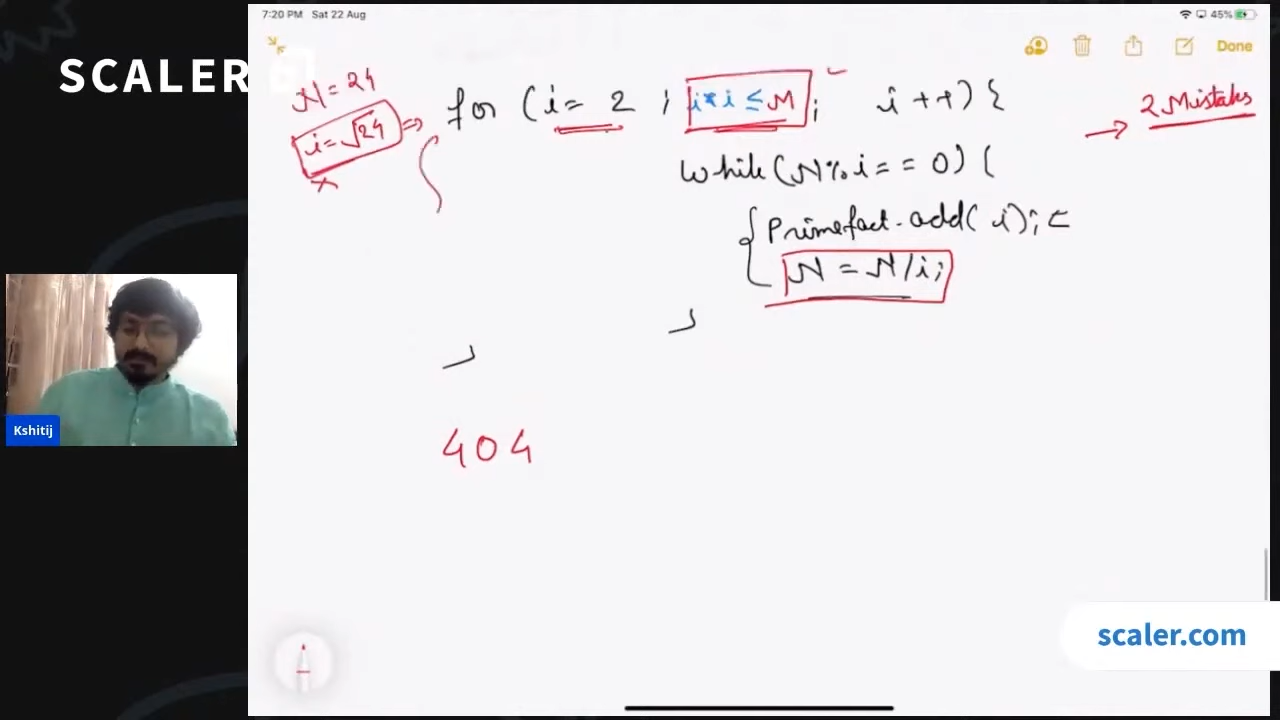 7:20 PM Sat 22 Aug
45%
SCALER
Done
N = 24
i = √24 ⇒
for ( i = 2 ; i * i ≤ N ; i ++) {
→ 2 Mistakes
while (N % i == 0) {
{ Primefact.add( i );
N = N / i ;
}
}
404
Kshitij
scaler.com